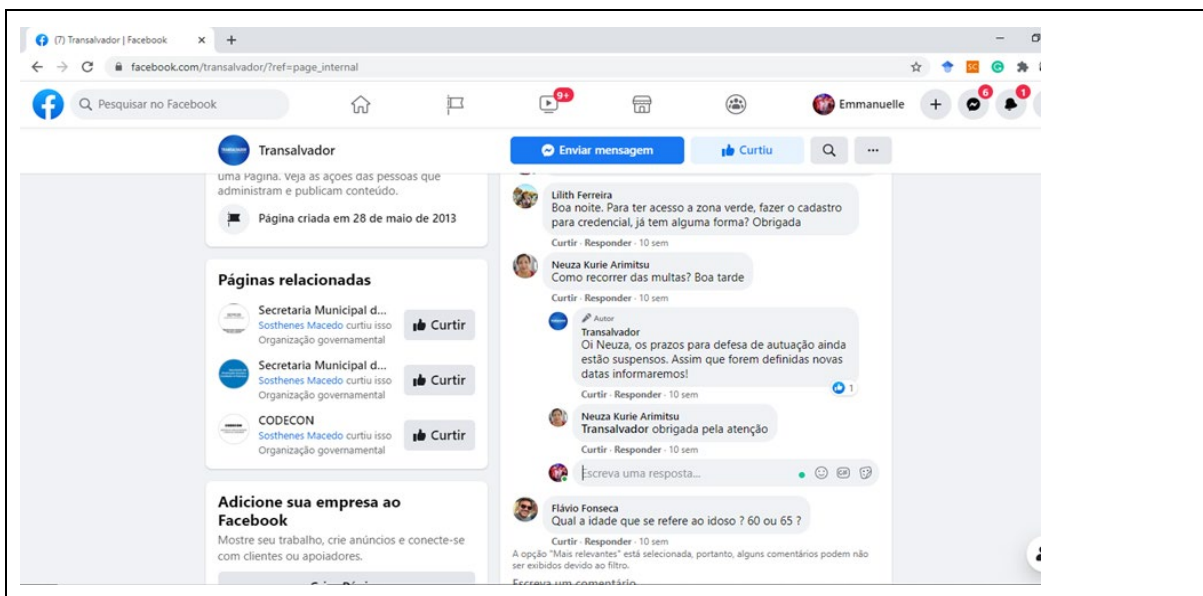 (7) Transalvador | Facebook
facebook.com/transalvador/?ref=page_internal
Pesquisar no Facebook
9+
Emmanuelle
6
1
Transalvador
Enviar mensagem
Curtiu
uma Página. Veja as ações das pessoas que
administram e publicam conteúdo.
Página criada em 28 de maio de 2013
Páginas relacionadas
Secretaria Municipal d...
Sosthenes Macedo curtiu isso
Organização governamental
Curtir
Secretaria Municipal d...
Sosthenes Macedo curtiu isso
Organização governamental
Curtir
CODECON
Sosthenes Macedo curtiu isso
Organização governamental
Curtir
Adicione sua empresa ao
Facebook
Mostre seu trabalho, crie anúncios e conecte-se
com clientes ou apoiadores.
Lilith Ferreira
Boa noite. Para ter acesso a zona verde, fazer o cadastro
para credencial, já tem alguma forma? Obrigada
Curtir · Responder · 10 sem
Neuza Kurie Arimitsu
Como recorrer das multas? Boa tarde
Curtir · Responder · 10 sem
Autor
Transalvador
Oi Neuza, os prazos para defesa de autuação ainda
estão suspensos. Assim que forem definidas novas
datas informaremos!
1
Curtir · Responder · 10 sem
Neuza Kurie Arimitsu
Transalvador obrigada pela atenção
Curtir · Responder · 10 sem
Escreva uma resposta...
GIF
Flávio Fonseca
Qual a idade que se refere ao idoso ? 60 ou 65 ?
Curtir · Responder · 10 sem
A opção "Mais relevantes" está selecionada, portanto, alguns comentários podem não
ser exibidos devido ao filtro.
Escreva um comentário